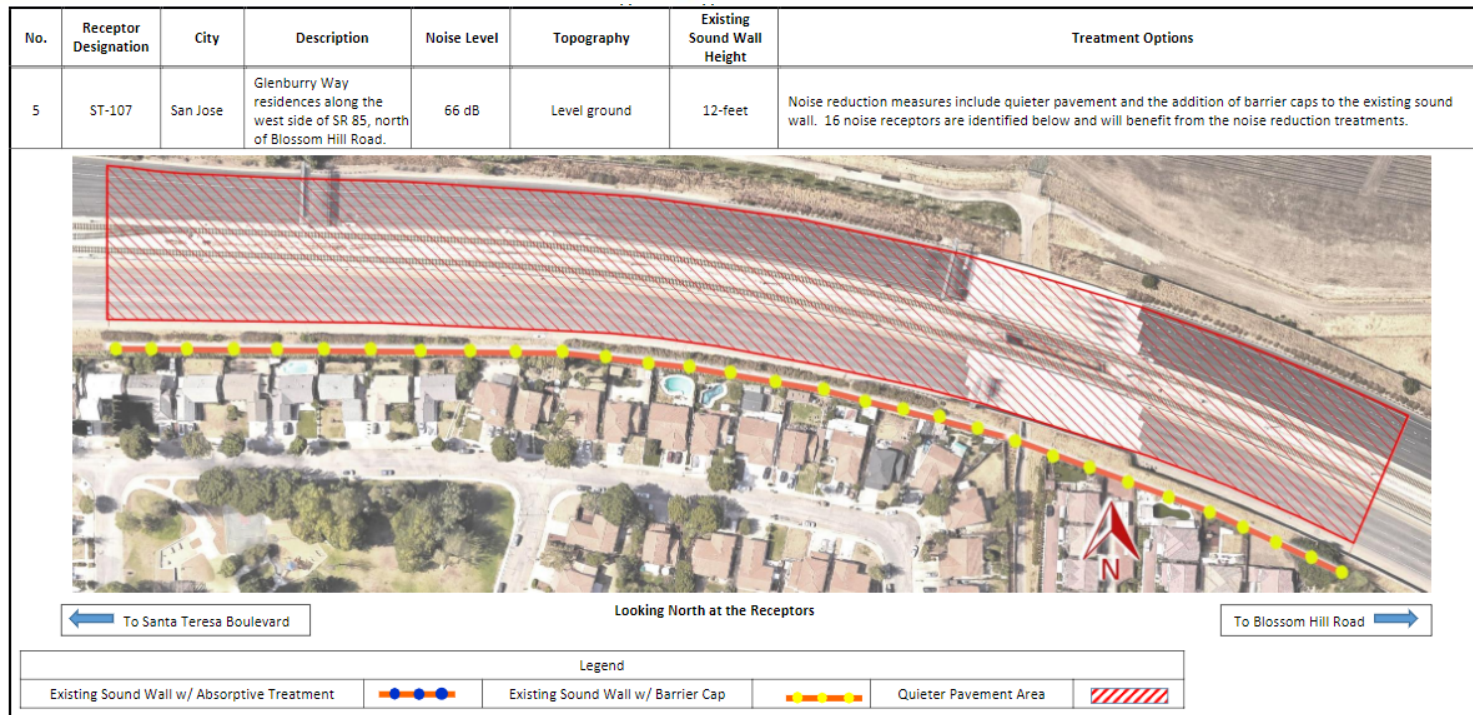 No.
Receptor
Designation
City
Description
Noise Level
Topography
Existing
Sound Wall
Height
Treatment Options
5
ST-107
San Jose
Glenburry Way
residences along the
west side of SR 85, north
of Blossom Hill Road.
66 dB
Level ground
12-feet
Noise reduction measures include quieter pavement and the addition of barrier caps to the existing sound
wall. 16 noise receptors are identified below and will benefit from the noise reduction treatments.
N
To Santa Teresa Boulevard
Looking North at the Receptors
To Blossom Hill Road
Legend
Existing Sound Wall w/ Absorptive Treatment
Existing Sound Wall w/ Barrier Cap
Quieter Pavement Area